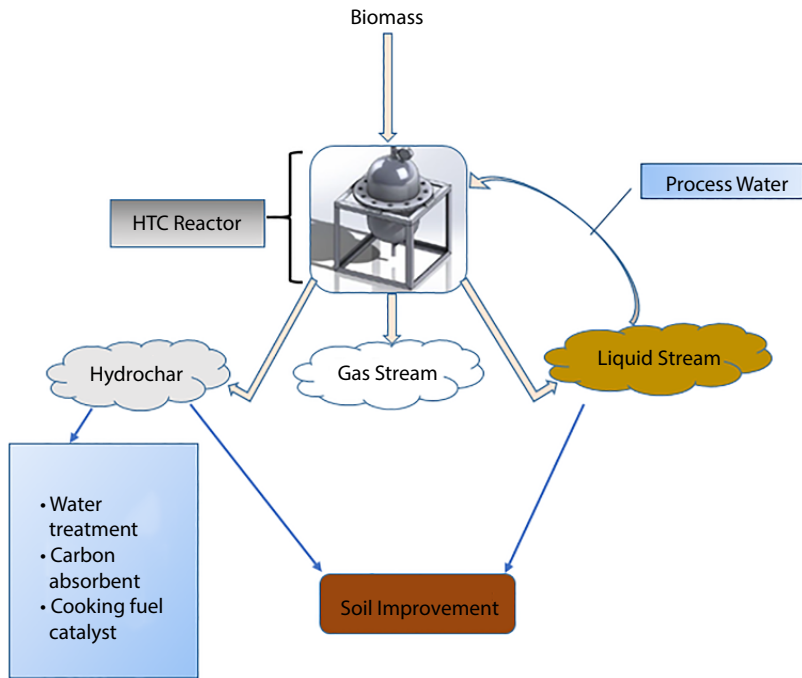 Biomass
Process Water
HTC Reactor
Hydrochar
Gas Stream
Liquid Stream
• Water
treatment
• Carbon
absorbent
• Cooking fuel
catalyst
Soil Improvement